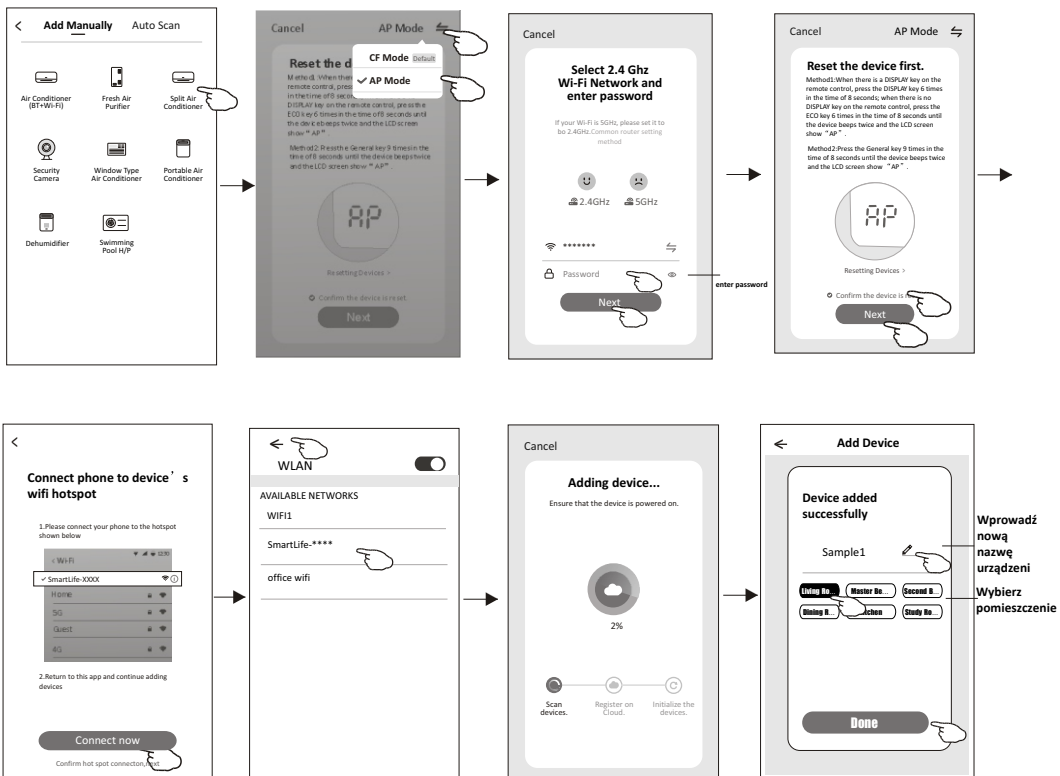 Add Manually Auto Scan
Air Conditioner
(BT+Wi-Fi)
Fresh Air
Purifier
Split Air
Conditioner
Security
Camera
Window Type
Air Conditioner
Portable Air
Conditioner
Dehumidifier
Swimming
Pool H/P
Cancel AP Mode
CF Mode Default
AP Mode
Reset the d
Method1:When there
remote control, press
in the time of 8 secon
DISPLAY key on the remote control, press the
ECO key 6 times in the time of 8 seconds until
the device beeps twice and the LCD screen
show "AP".
Method2:Press the General key 9 times in the
time of 8 seconds until the device beeps twice
and the LCD screen show "AP".
AP
Resetting Devices >
Confirm the device is reset.
Next
Cancel
Select 2.4 Ghz
Wi-Fi Network and
enter password
If your Wi-Fi is 5GHz, please set it to
bo 2.4GHz.Common router setting
method
2.4GHz 5GHz
*******
Password
Next
enter password
Cancel AP Mode
Reset the device first.
Method1:When there is a DISPLAY key on the
remote control, press the DISPLAY key 6 times
in the time of 8 seconds; when there is no
DISPLAY key on the remote control, press the
ECO key 6 times in the time of 8 seconds until
the device beeps twice and the LCD screen
show "AP".
Method2:Press the General key 9 times in the
time of 8 seconds until the device beeps twice
and the LCD screen show "AP".
AP
Resetting Devices >
Confirm the device is re
Next
Connect phone to device's
wifi hotspot
1.Please connect your phone to the hotspot
shown below
Wi-Fi
SmartLife-XXXX
Home
5G
Guest
4G
2.Return to this app and continue adding
devices
Connect now
Confirm hot spot connecton,next
WLAN
AVAILABLE NETWORKS
WIFI1
SmartLife-****
office wifi
Cancel
Adding device...
Ensure that the device is powered on.
2%
Scan
devices.
Register on
Cloud.
Initialize the
devices.
Add Device
Device added
successfully
Sample1
Living Ro... Master Be... Second B...
Dining R... tchen Study Ro...
Done
Wprowadź
nową
nazwę
urządzeni
Wybierz
pomieszczenie